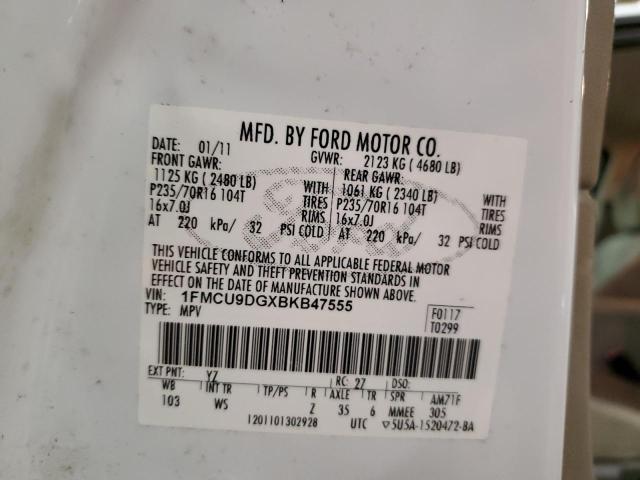 MFD. BY FORD MOTOR CO.
DATE: 01/11 GVWR: 2123 KG ( 4680 LB)
FRONT GAWR: REAR GAWR:
1125 KG ( 2480 LB) WITH 1061 KG ( 2340 LB) WITH
P235/70R16 104T TIRES P235/70R16 104T TIRES
16x7.0J RIMS 16x7.0J RIMS
AT 220 kPa/ 32 PSI COLD AT 220 kPa/ 32 PSI COLD
THIS VEHICLE CONFORMS TO ALL APPLICABLE FEDERAL MOTOR
VEHICLE SAFETY AND THEFT PREVENTION STANDARDS IN
EFFECT ON THE DATE OF MANUFACTURE SHOWN ABOVE.
VIN: 1FMCU9DGXBKB47555 F0117
TYPE: MPV T0299
EXT PNT: YZ RC: 27 DSO:
WB INT TR TP/PS R AXLE TR SPR AM71F
103 WS Z 35 6 MMEE 305
1201101302928 UTC ▽5U5A-1520472-BA
Ford